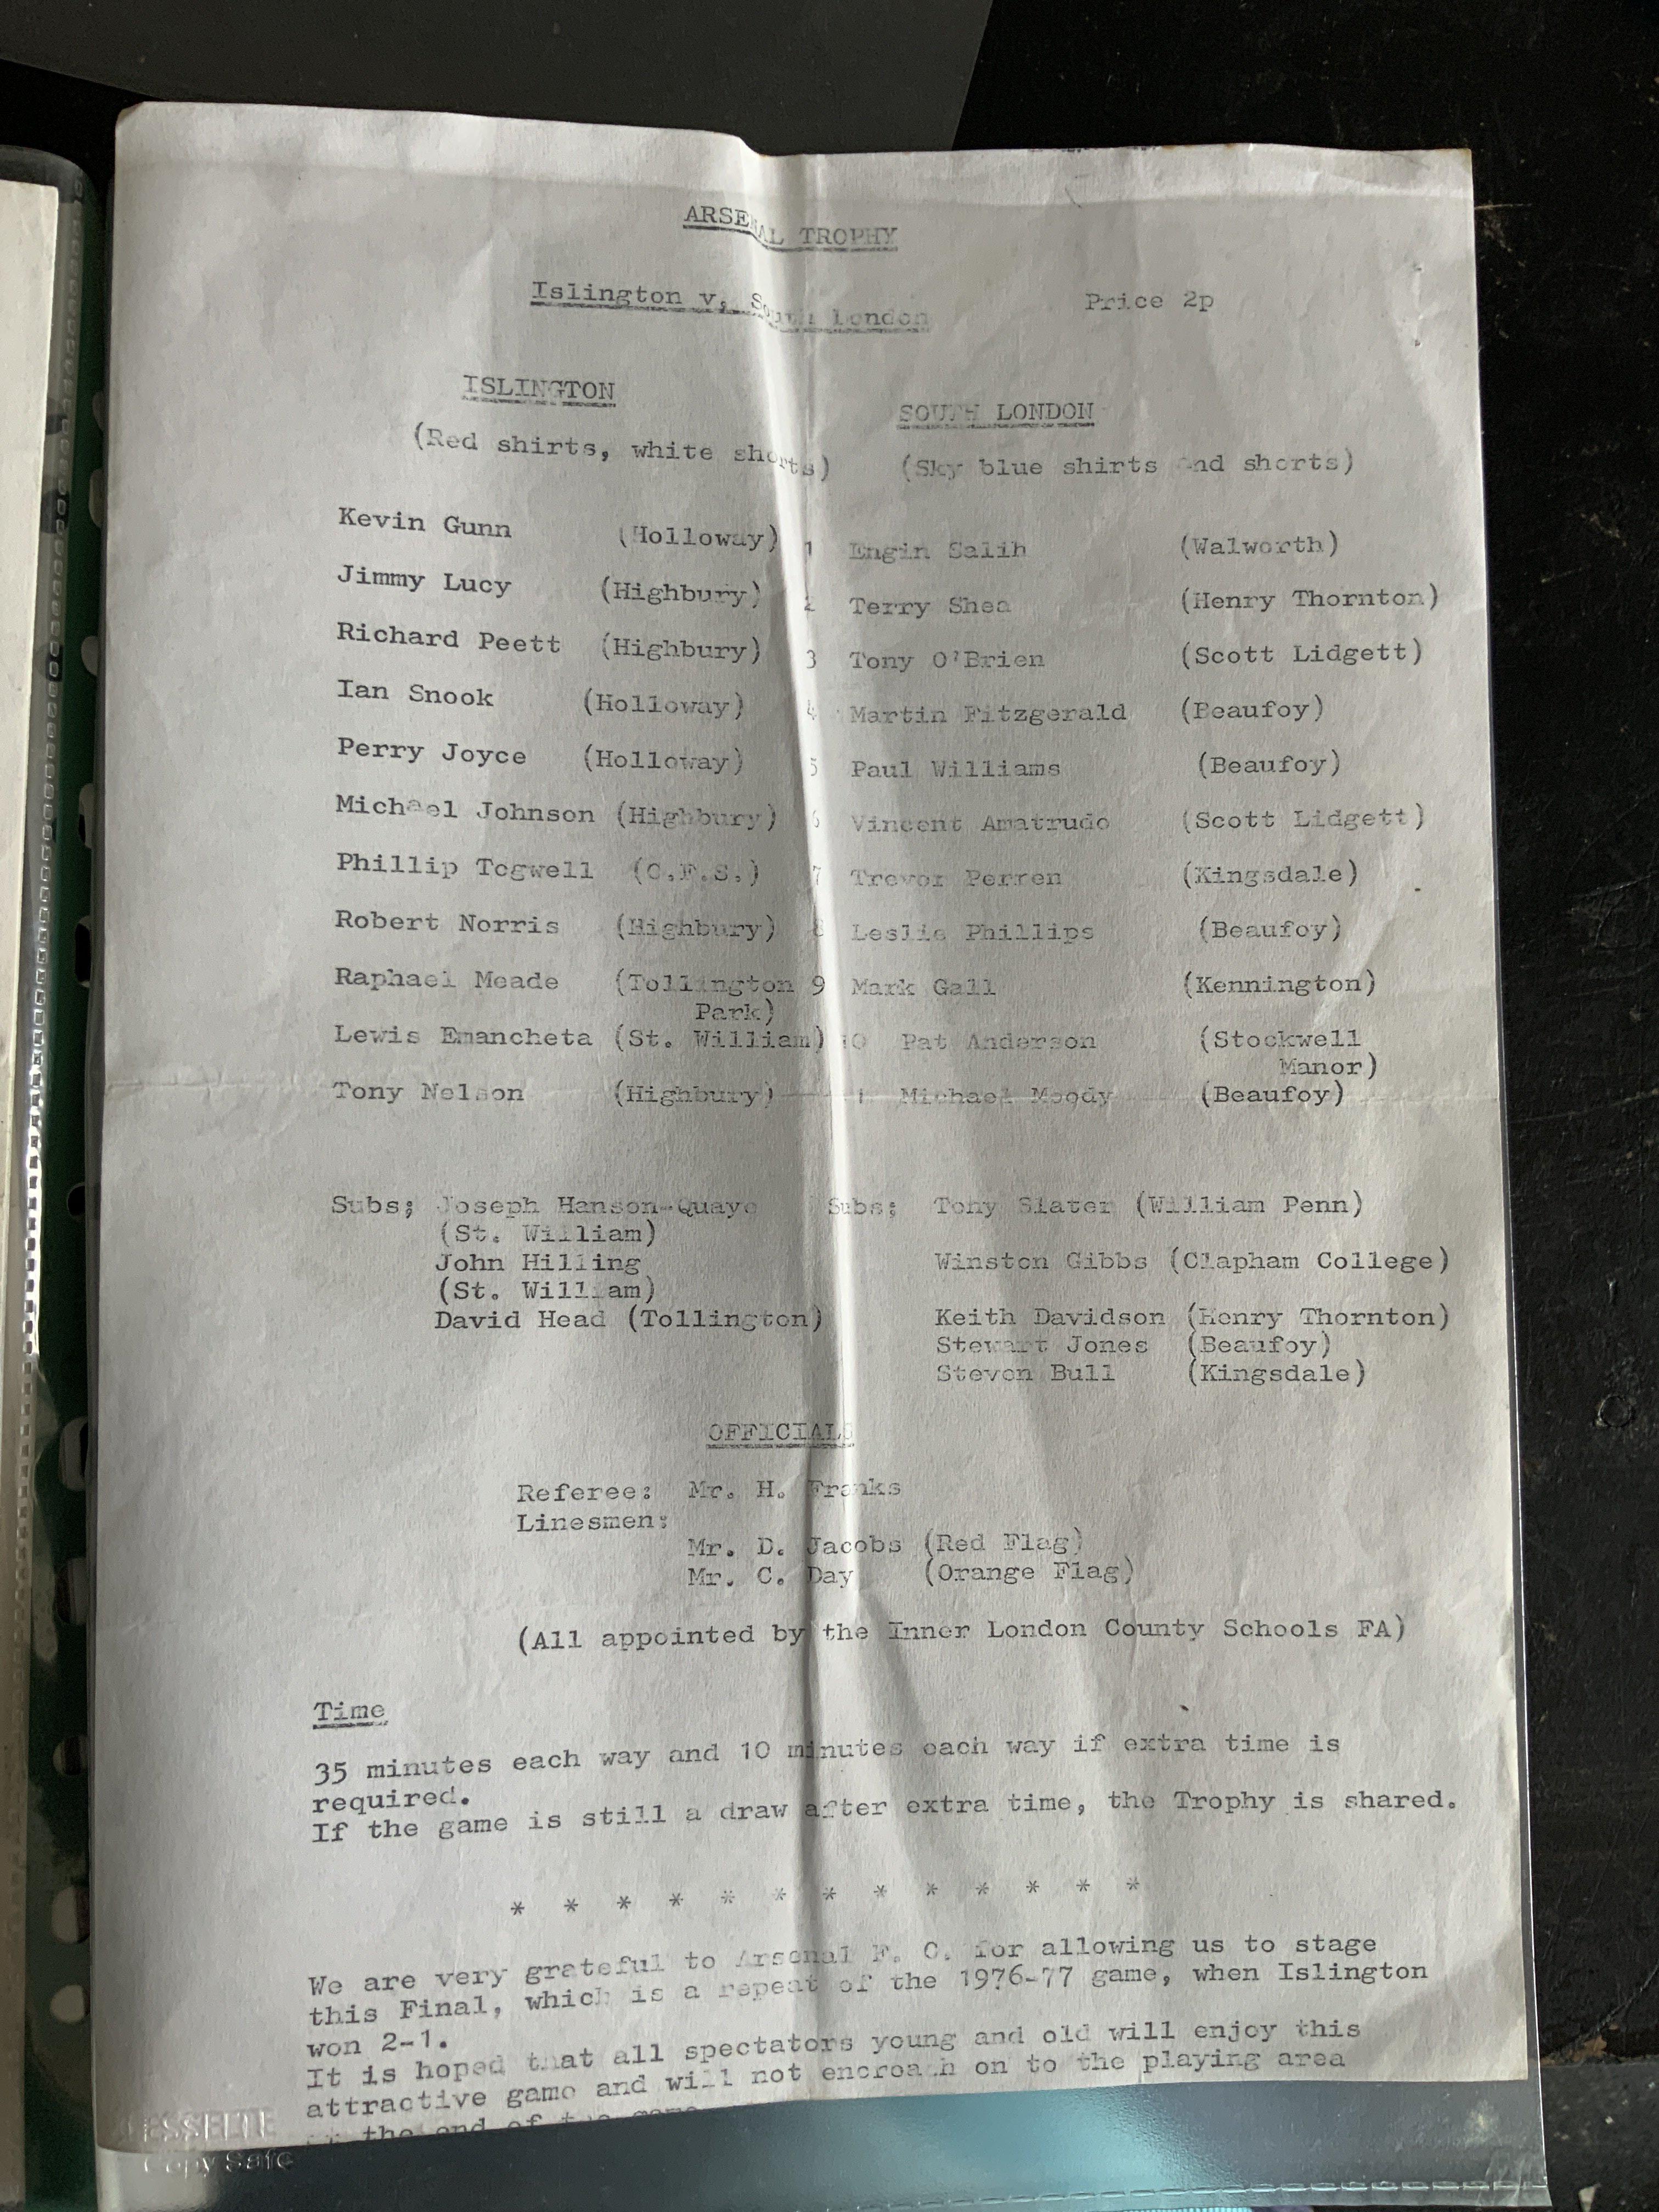 ARSENAL TROPHY
Islington v. South London Price 2p
ISLINGTON SOUTH LONDON
(Red shirts, white shorts) (Sky blue shirts and shorts)
Kevin Gunn (Holloway) 1 Engin Salih (Walworth)
Jimmy Lucy (Highbury) 2 Terry Shea (Henry Thornton)
Richard Peett (Highbury) 3 Tony O'Brien (Scott Lidgett)
Ian Snook (Holloway) 4 Martin Fitzgerald (Beaufoy)
Perry Joyce (Holloway) 5 Paul Williams (Beaufoy)
Michael Johnson (Highbury) 6 Vincent Amatrudo (Scott Lidgett)
Phillip Togwell (C.F.S.) 7 Trevor Perren (Kingsdale)
Robert Norris (Highbury) 8 Leslie Phillips (Beaufoy)
Raphael Meade (Tollington 9 Mark Gall (Kennington)
Park)
Lewis Emancheta (St. William) 10 Pat Anderson (Stockwell
Manor)
Tony Nelson (Highbury) 11 Michael Moody (Beaufoy)
Subs; Joseph Hanson-Quaye Subs; Tony Slater (William Penn)
(St. William)
John Hilling Winston Gibbs (Clapham College)
(St. William)
David Head (Tollington) Keith Davidson (Henry Thornton)
Stewart Jones (Beaufoy)
Steven Bull (Kingsdale)
OFFICIALS
Referee: Mr. H. Franks
Linesmen:
Mr. D. Jacobs (Red Flag)
Mr. C. Day (Orange Flag)
(All appointed by the Inner London County Schools FA)
Time
35 minutes each way and 10 minutes each way if extra time is
required.
If the game is still a draw after extra time, the Trophy is shared.
* * * * * * * * * * * * *
We are very grateful to Arsenal F. C. for allowing us to stage
this Final, which is a repeat of the 1976-77 game, when Islington
won 2-1.
It is hoped that all spectators young and old will enjoy this
attractive game and will not encroach on to the playing area
the end of the game
ESSELTE
Copy Safe